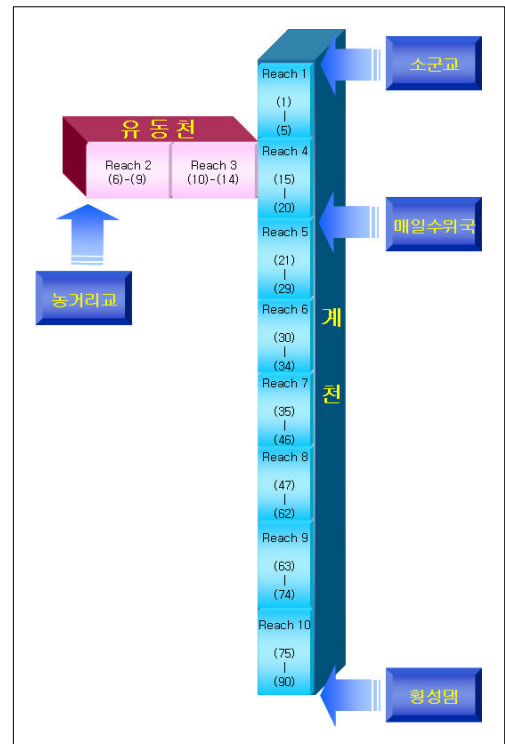 소군교
Reach 1
(1)
|
(5)
유동천
Reach 2
(6)-(9)
Reach 3
(10)-(14)
Reach 4
(15)
|
(20)
매일수위국
Reach 5
(21)
|
(29)
농거리교
계천
Reach 6
(30)
|
(34)
Reach 7
(35)
|
(46)
Reach 8
(47)
|
(62)
Reach 9
(63)
|
(74)
Reach 10
(75)
|
(90)
횡성댐